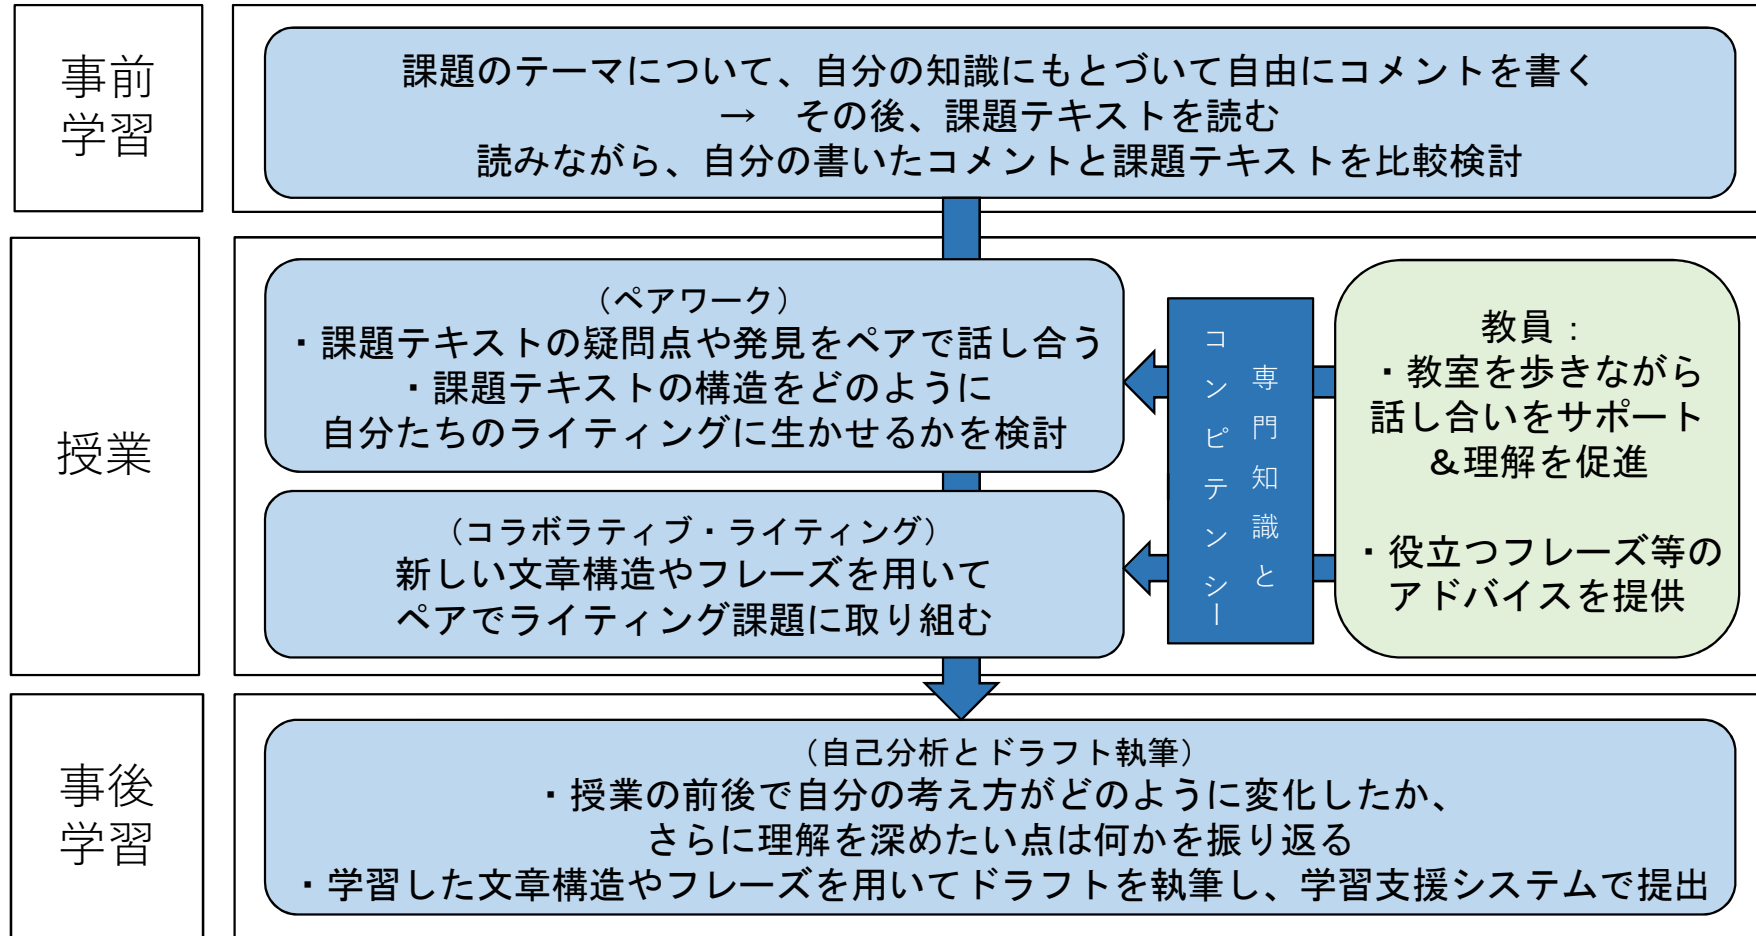 事前
学習
課題のテーマについて、自分の知識にもとづいて自由にコメントを書く
→　その後、課題テキストを読む
読みながら、自分の書いたコメントと課題テキストを比較検討
授業
（ペアワーク）
・課題テキストの疑問点や発見をペアで話し合う
・課題テキストの構造をどのように
自分たちのライティングに生かせるかを検討
（コラボラティブ・ライティング）
新しい文章構造やフレーズを用いて
ペアでライティング課題に取り組む
専門知識と
コンピテンシー
教員：
・教室を歩きながら
話し合いをサポート
&理解を促進
・役立つフレーズ等の
アドバイスを提供
事後
学習
（自己分析とドラフト執筆）
・授業の前後で自分の考え方がどのように変化したか、
さらに理解を深めたい点は何かを振り返る
・学習した文章構造やフレーズを用いてドラフトを執筆し、学習支援システムで提出